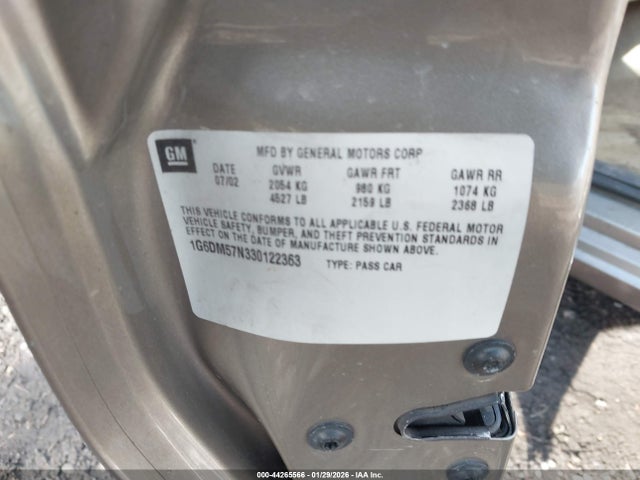 GM
MFD BY GENERAL MOTORS CORP
DATE GVWR GAWR FRT GAWR RR
07/02 2054 KG 980 KG 1074 KG
4527 LB 2159 LB 2368 LB
THIS VEHICLE CONFORMS TO ALL APPLICABLE U.S. FEDERAL MOTOR
VEHICLE SAFETY, BUMPER, AND THEFT PREVENTION STANDARDS IN
EFFECT ON THE DATE OF MANUFACTURE SHOWN ABOVE.
1G6DM57N330122363 TYPE: PASS CAR
000-44265566 | 01/29/2026 - IAAI - Copart